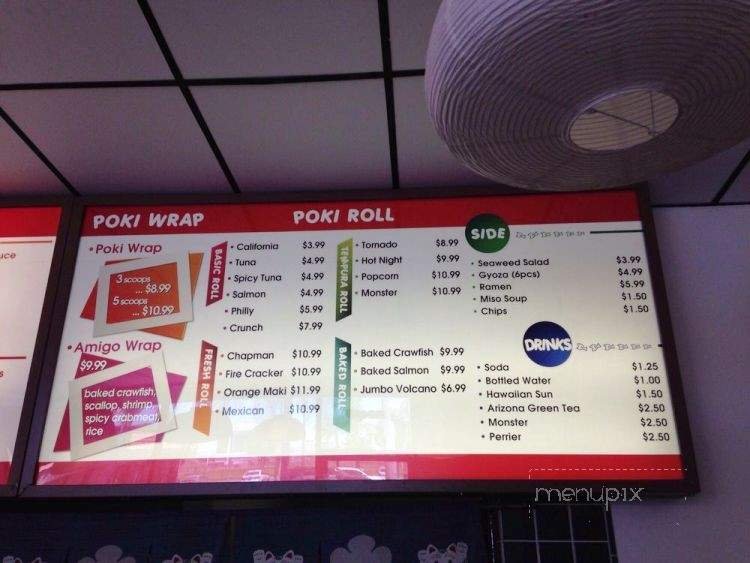 uce
POKI WRAP
• Poki Wrap
3 scoops
... $8.99
5 scoops
... $10.99
• Amigo Wrap
$9.99
baked crawfish,
scallop, shrimp,
spicy crabmeat,
rice
POKI ROLL
BASIC ROLL
• California $3.99
• Tuna $4.99
• Spicy Tuna $4.99
• Salmon $4.99
• Philly $5.99
• Crunch $7.99
FRESH ROLL
• Chapman $10.99
• Fire Cracker $10.99
• Orange Maki $11.99
• Mexican $10.99
TEMPURA ROLL
• Tornado $8.99
• Hot Night $9.99
• Popcorn $10.99
• Monster $10.99
BAKED ROLL
• Baked Crawfish $9.99
• Baked Salmon $9.99
• Jumbo Volcano $6.99
SIDE
• Seaweed Salad $3.99
• Gyoza (6pcs) $4.99
• Ramen $5.99
• Miso Soup $1.50
• Chips $1.50
DRINKS
• Soda $1.25
• Bottled Water $1.00
• Hawaiian Sun $1.50
• Arizona Green Tea $2.50
• Monster $2.50
• Perrier $2.50
menupix